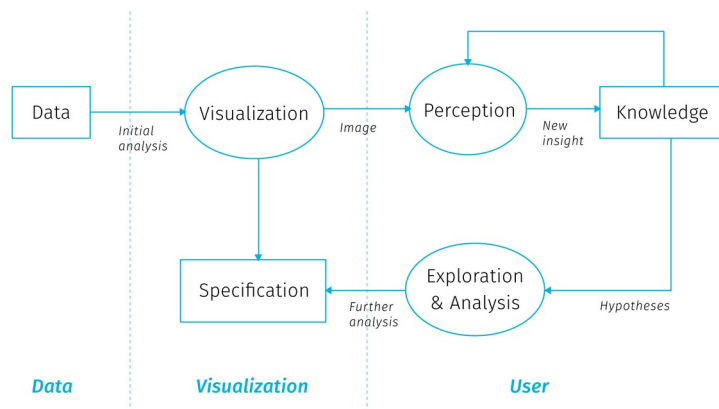 Data
Initial
analysis
Visualization
Image
Perception
New
insight
Knowledge
Specification
Further
analysis
Exploration
& Analysis
Hypotheses
Data
Visualization
User